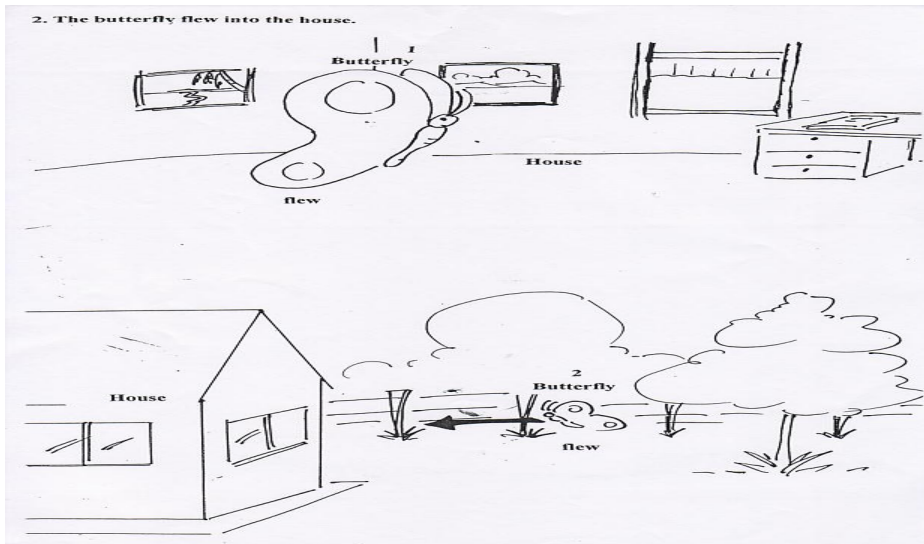 2. The butterfly flew into the house.
1
Butterfly
House
flew
2
Butterfly
House
flew